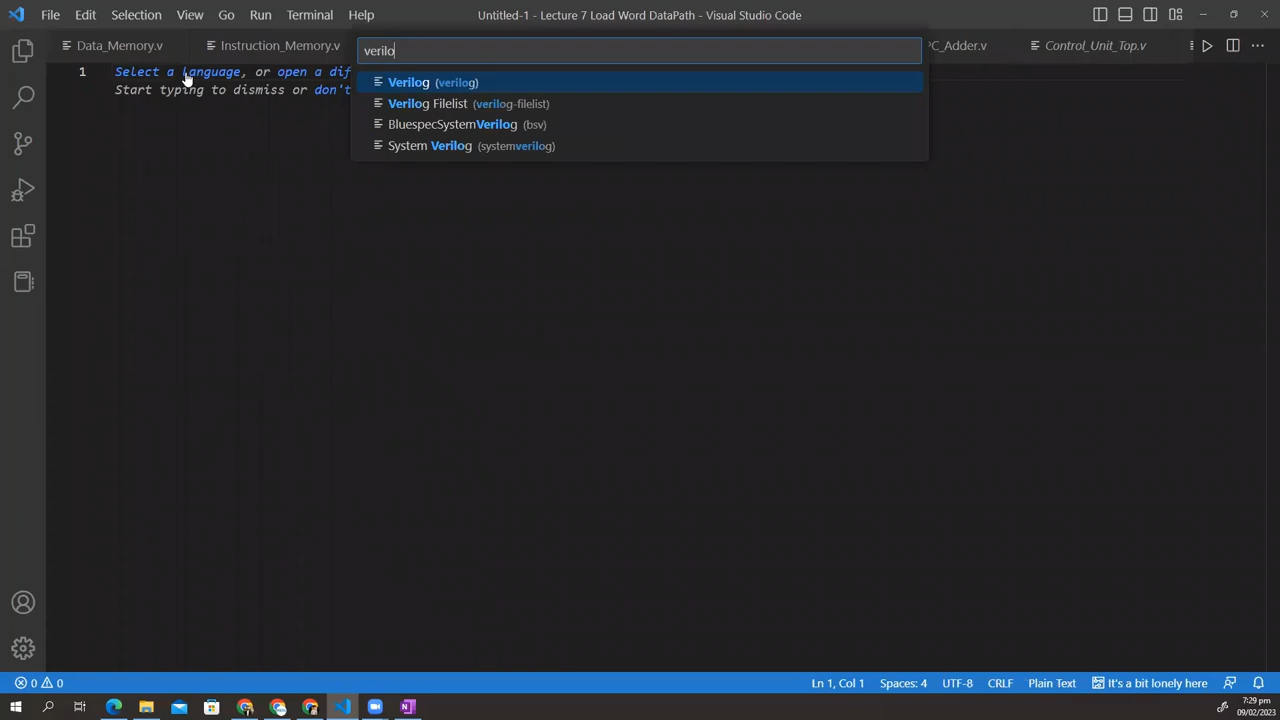 File Edit Selection View Go Run Terminal Help
Untitled-1 - Lecture 7 Load Word DataPath - Visual Studio Code
Data_Memory.v
Instruction_Memory.v
verilo
PC_Adder.v
Control_Unit_Top.v
1
Select a language, or open a dif
Start typing to dismiss or don't
Verilog (verilog)
Verilog Filelist (verilog-filelist)
BluespecSystemVerilog (bsv)
System Verilog (systemverilog)
0 0
Ln 1, Col 1
Spaces: 4
UTF-8
CRLF
Plain Text
It's a bit lonely here
7:29 pm
09/02/2023